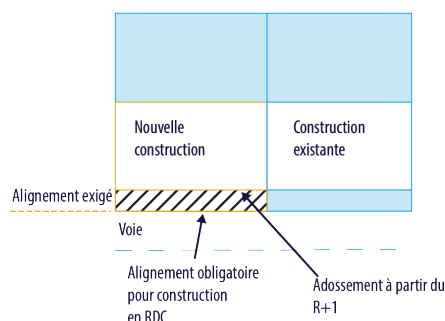 Nouvelle
construction
Construction
existante
Alignement exigé
Voie
Alignement obligatoire
pour construction
en RDC
Adossement à partir du
R+1